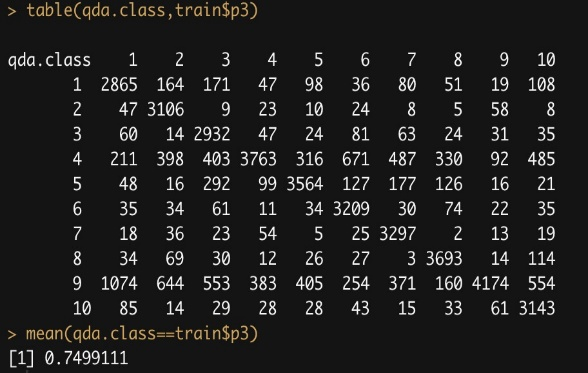 > table(qda.class,train$p3)
qda.class 1 2 3 4 5 6 7 8 9 10
1 2865 164 171 47 98 36 80 51 19 108
2 47 3106 9 23 10 24 8 5 58 8
3 60 14 2932 47 24 81 63 24 31 35
4 211 398 403 3763 316 671 487 330 92 485
5 48 16 292 99 3564 127 177 126 16 21
6 35 34 61 11 34 3209 30 74 22 35
7 18 36 23 54 5 25 3297 2 13 19
8 34 69 30 12 26 27 3 3693 14 114
9 1074 644 553 383 405 254 371 160 4174 554
10 85 14 29 28 28 43 15 33 61 3143
> mean(qda.class==train$p3)
[1] 0.7499111